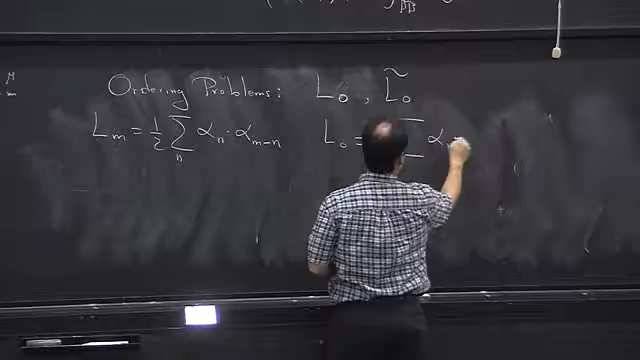 Ordering Problems: L₀, L̃₀
Lₘ = ½ Σₙ αₙ · αₘ₋ₙ L₀ = α